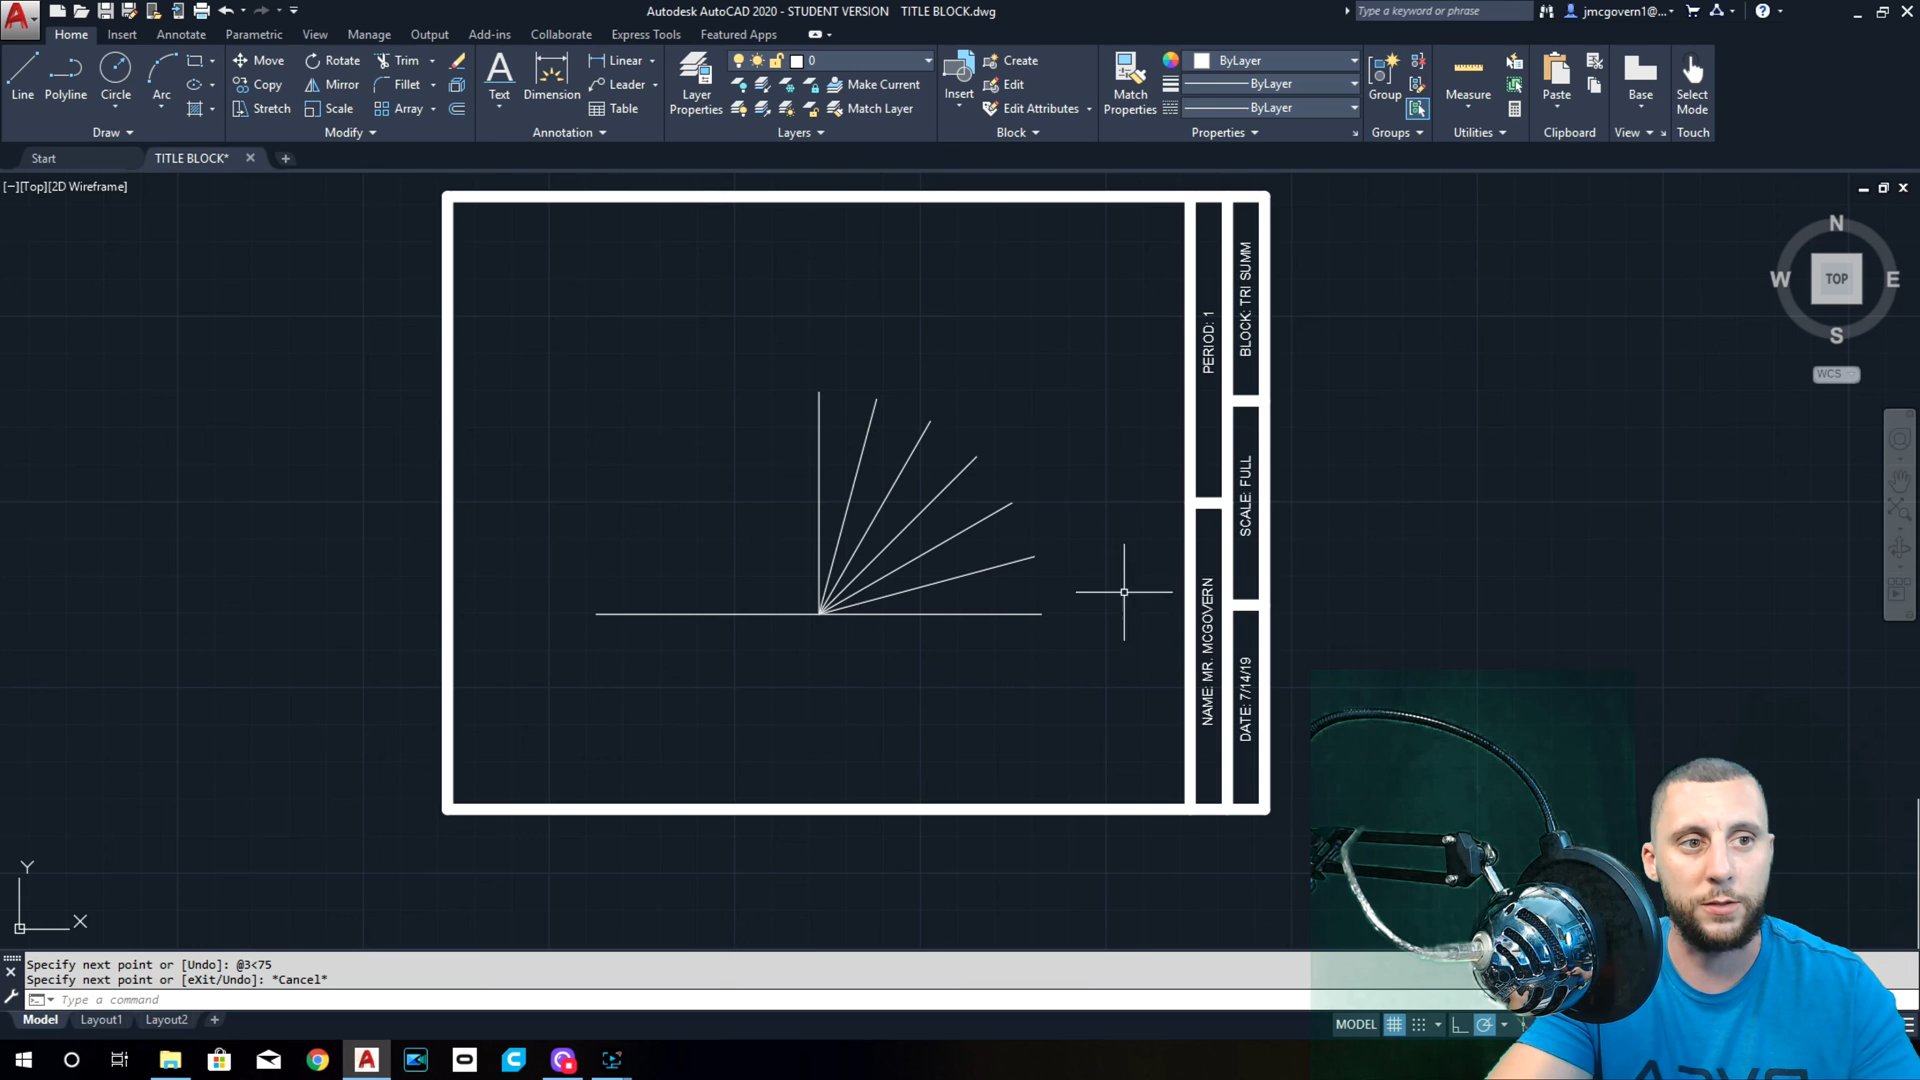 Autodesk AutoCAD 2020 - STUDENT VERSION TITLE BLOCK.dwg
Type a keyword or phrase
jmcgovern1@...
Home Insert Annotate Parametric View Manage Output Add-ins Collaborate Express Tools Featured Apps
Line
Polyline
Circle
Arc
Draw
Move
Rotate
Trim
Copy
Mirror
Fillet
Stretch
Scale
Array
Modify
Text
Dimension
Linear
Leader
Table
Annotation
Layer
Properties
0
Make Current
Match Layer
Layers
Insert
Create
Edit
Edit Attributes
Block
Match
Properties
ByLayer
ByLayer
ByLayer
Properties
Group
Groups
Measure
Utilities
Paste
Clipboard
Base
View
Select
Mode
Touch
Start
TITLE BLOCK*
[−][Top][2D Wireframe]
N
W TOP E
S
WCS
PERIOD: 1
BLOCK: TRI SUMM
SCALE: FULL
NAME: MR. MCGOVERN
DATE: 7/14/19
Y
X
Specify next point or [Undo]: @3<75
Specify next point or [eXit/Undo]: *Cancel*
Type a command
Model Layout1 Layout2
MODEL